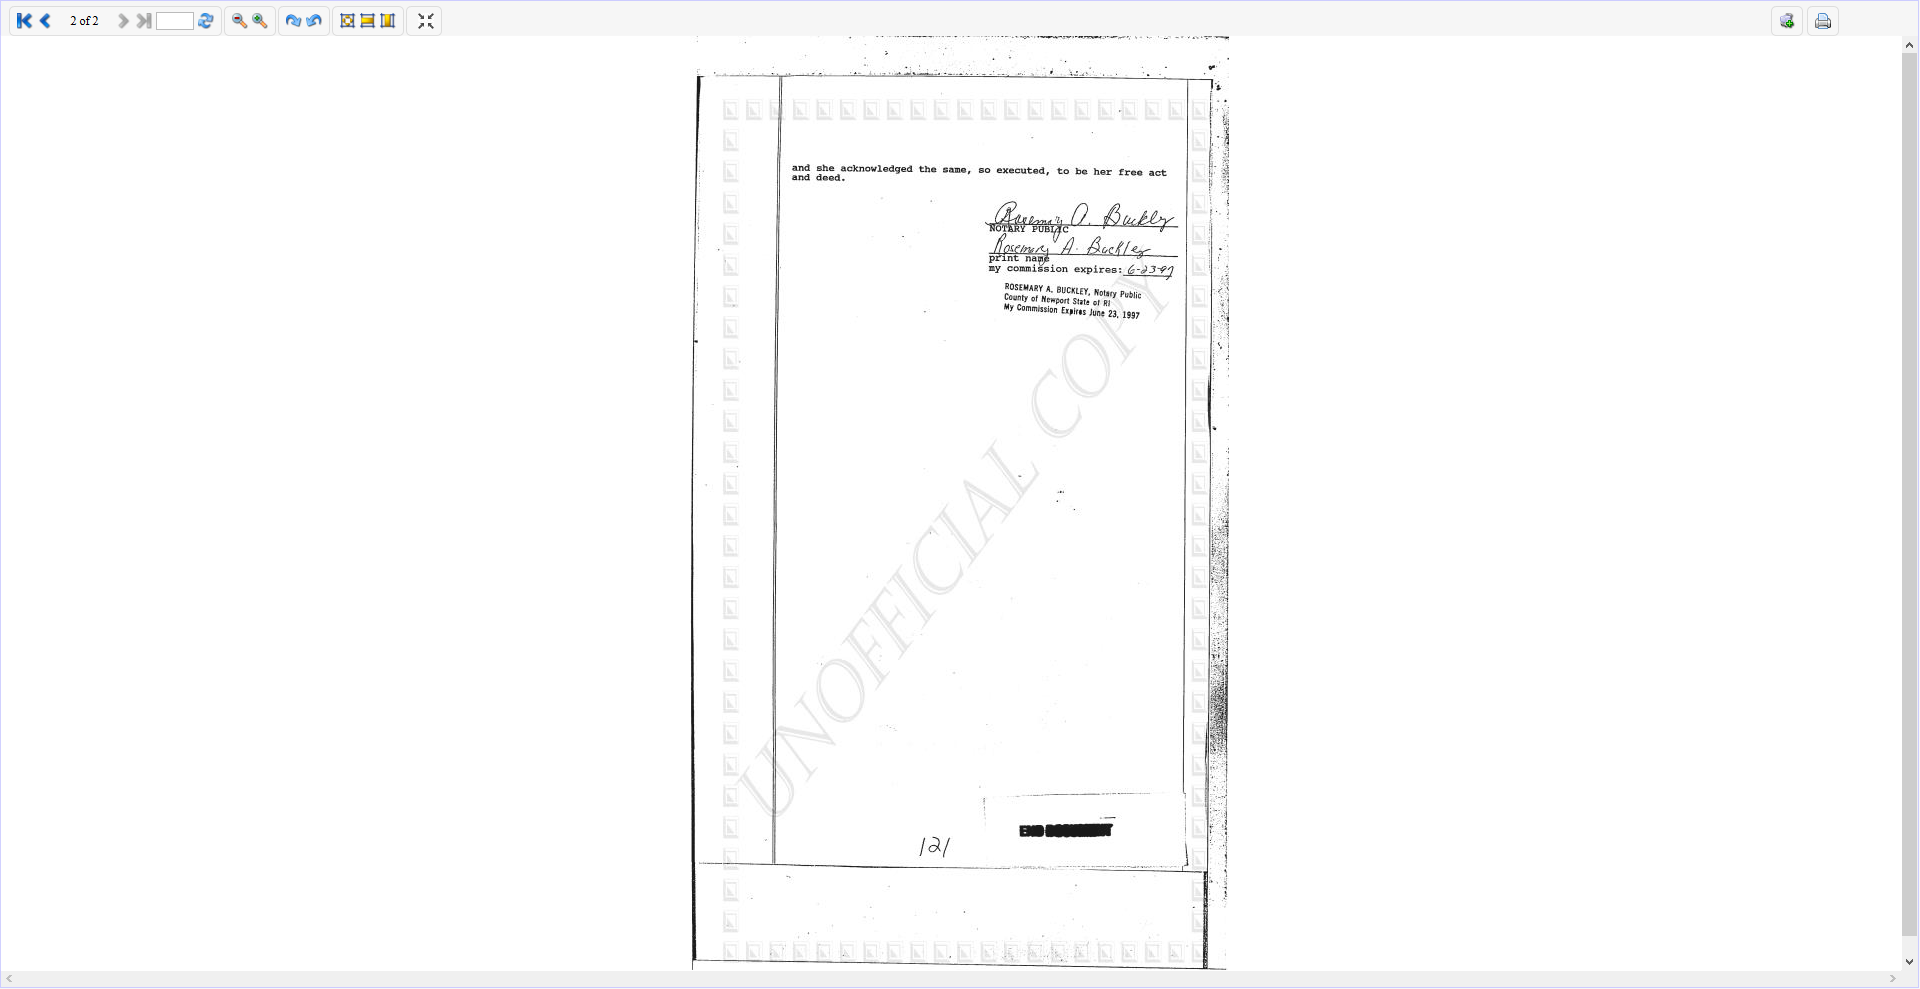 2 of 2
and she acknowledged the same, so executed, to be her free act
and deed.
Rosemary A. Buckley
NOTARY PUBLIC
Rosemary A. Buckley
print name
my commission expires: 6-23-97
ROSEMARY A. BUCKLEY, Notary Public
County of Newport State of RI
My Commission Expires June 23, 1997
UNOFFICIAL COPY
END DOCUMENT
121